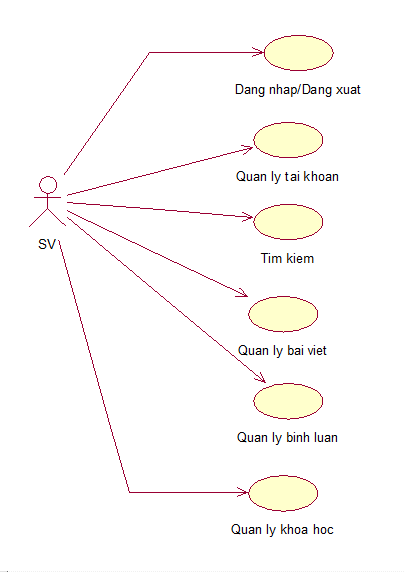 Dang nhap/Dang xuat
Quan ly tai khoan
SV
Tim kiem
Quan ly bai viet
Quan ly binh luan
Quan ly khoa hoc